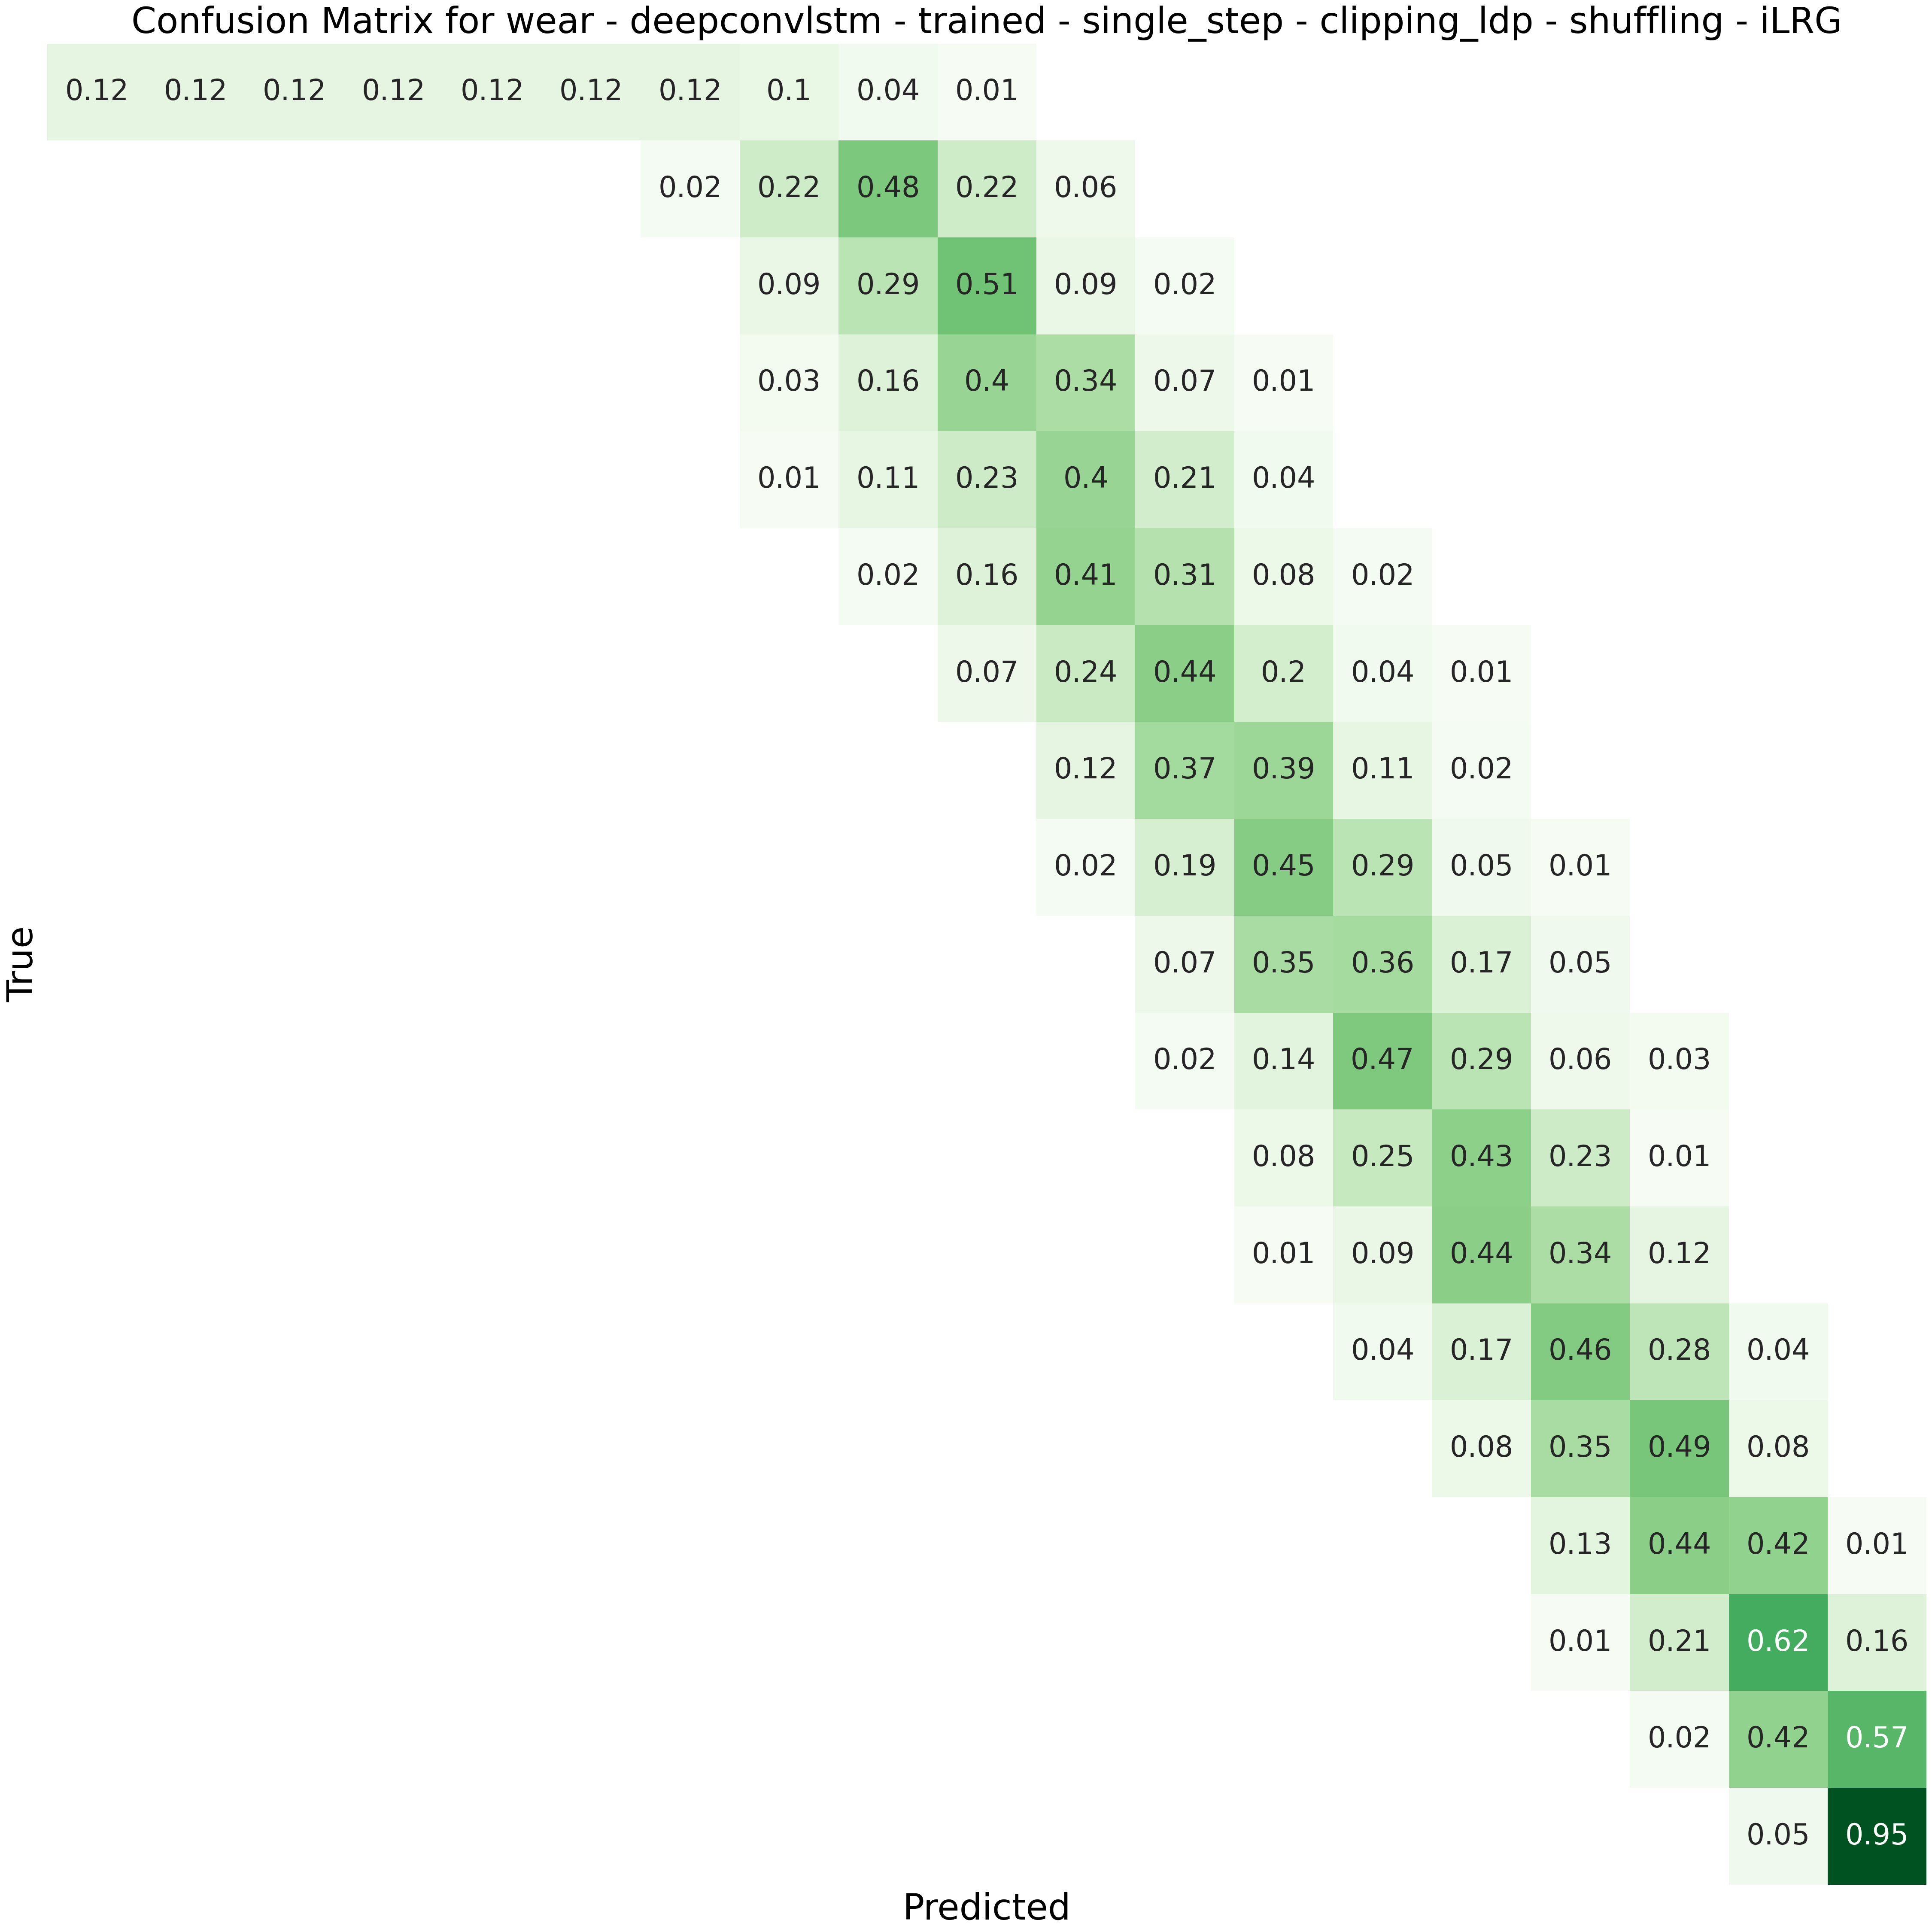 Confusion Matrix for wear - deepconvlstm - trained - single_step - clipping_ldp - shuffling - iLRG
0.12 0.12 0.12 0.12 0.12 0.12 0.12 0.1 0.04 0.01
0.02 0.22 0.48 0.22 0.06
0.09 0.29 0.51 0.09 0.02
0.03 0.16 0.4 0.34 0.07 0.01
0.01 0.11 0.23 0.4 0.21 0.04
0.02 0.16 0.41 0.31 0.08 0.02
0.07 0.24 0.44 0.2 0.04 0.01
0.12 0.37 0.39 0.11 0.02
0.02 0.19 0.45 0.29 0.05 0.01
True
0.07 0.35 0.36 0.17 0.05
0.02 0.14 0.47 0.29 0.06 0.03
0.08 0.25 0.43 0.23 0.01
0.01 0.09 0.44 0.34 0.12
0.04 0.17 0.46 0.28 0.04
0.08 0.35 0.49 0.08
0.13 0.44 0.42 0.01
0.01 0.21 0.62 0.16
0.02 0.42 0.57
0.05 0.95
Predicted